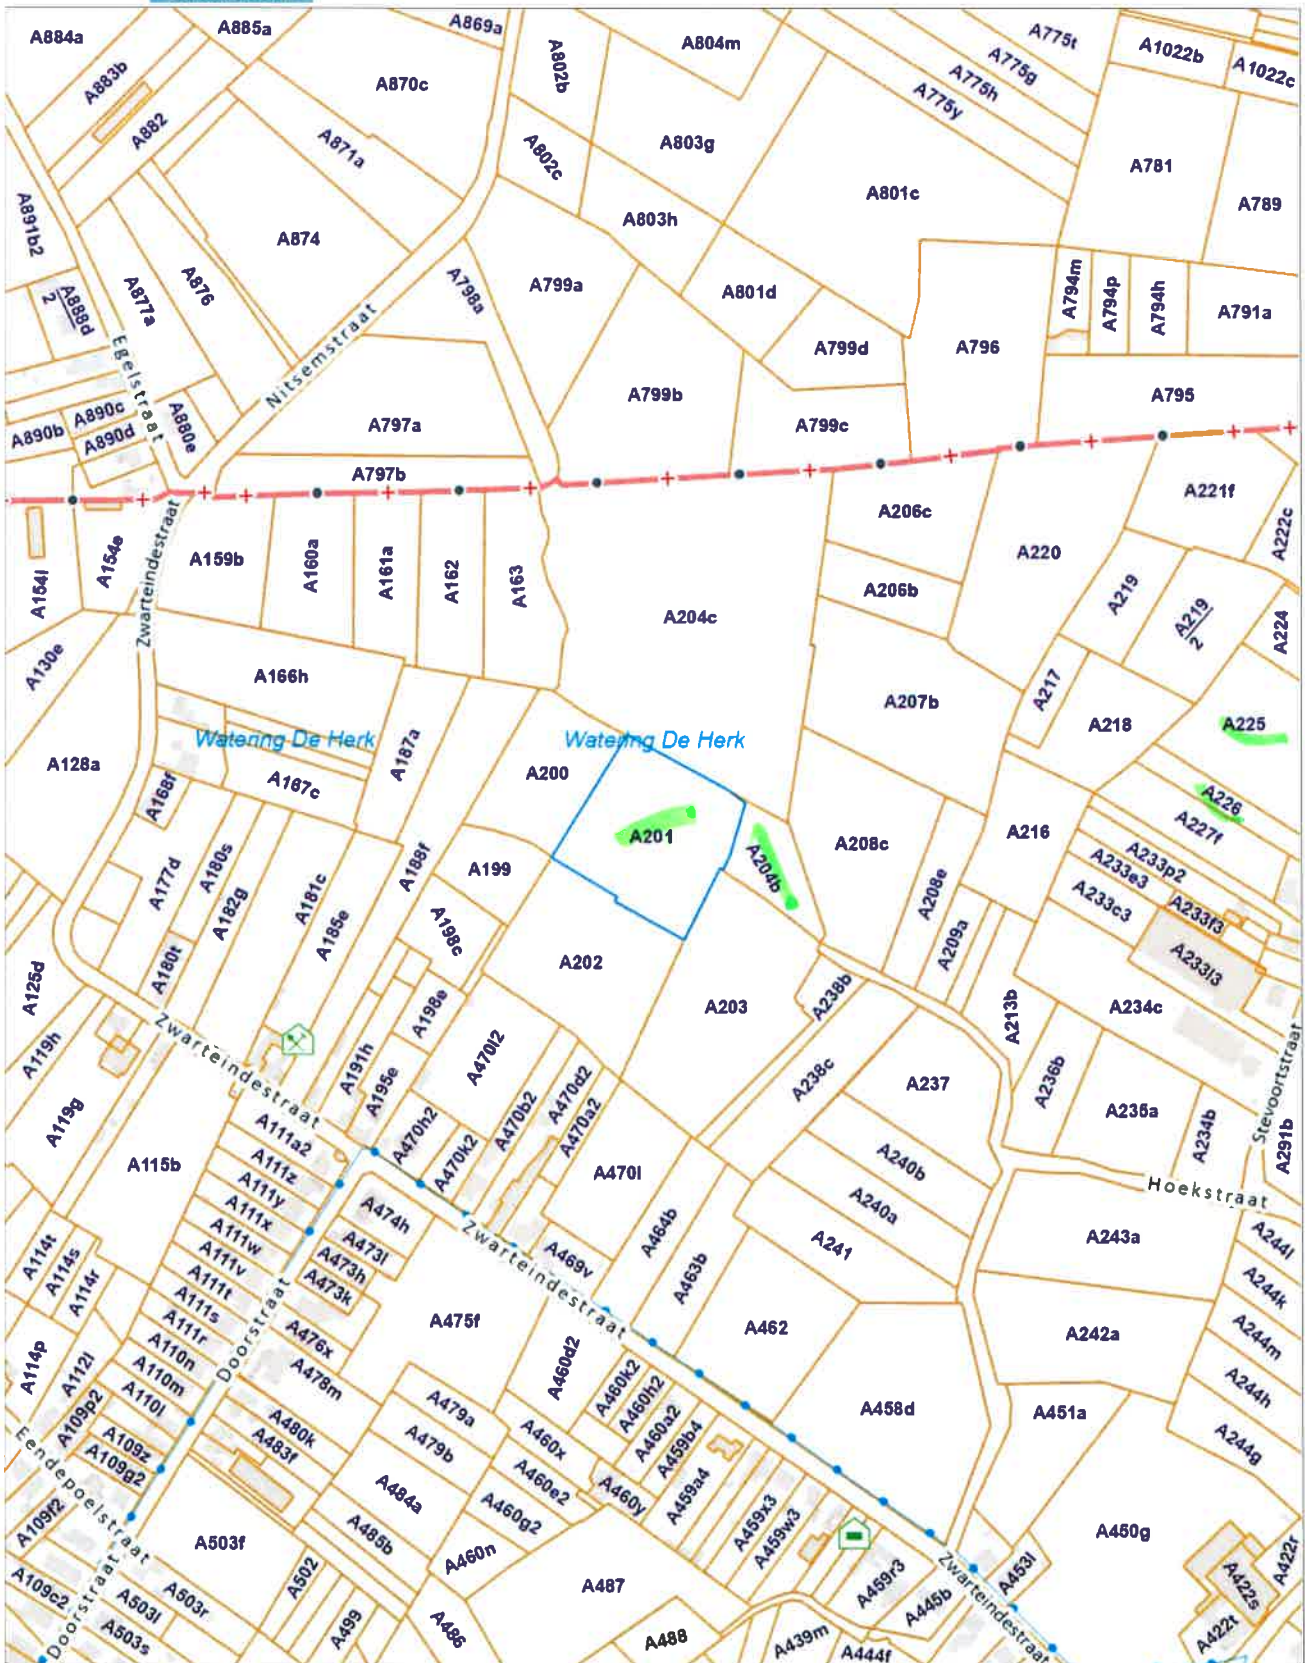 A884a
A885a
A869a
A802b
A804m
A775t
A1022b
A1022c
A883b
A870c
A775g
A775h
A775y
A882
A871a
A802c
A803g
A781
A801c
A789
A891b2
A874
A803h
A877a
A876
A798a
A799a
A801d
A794m
A794p
A794h
A791a
A888d
2
Egelstraat
Nitsemstraat
A799d
A796
A799b
A795
A890b
A890c
A890d
A880e
A797a
A799c
A797b
A221f
A222c
A206c
A154l
A154e
Zwarteindestraat
A159b
A160a
A161a
A162
A163
A220
A219
A219
2
A224
A206b
A204c
A130e
A166h
A217
A207b
A218
A225
Watering De Herk
Watering De Herk
A128a
A187a
A200
A168f
A167c
A226
A227f
A201
A204b
A208c
A216
A177d
A180s
A182g
A181c
A185e
A188f
A199
A208e
A233e3
A233p2
A233c3
A233f3
A198c
A209a
A233l3
A180t
A202
A125d
A198e
A203
A238b
A213b
A234c
A119h
Zwarteindestraat
A191h
A195e
A470l2
A470b2
A470d2
A470a2
A238c
A237
A236b
A235a
A234b
Stevoortstraat
A291b
A119g
A111a2
A470h2
A470k2
A115b
A111z
A111y
A111x
A111w
A111v
A111t
A111s
A111r
A470l
A240b
A240a
Hoekstraat
A474h
A473l
A473h
A473k
A464b
A241
A243a
A244l
A114t
A114s
A114r
Zwarteindestraat
A469v
A463b
A244k
A475f
A462
A242a
A244m
Doorstraat
A476x
A478m
A114p
A112l
A110n
A110m
A110l
A460d2
A460k2
A460h2
A460a2
A459b4
A459a4
A244h
A109p2
A109z
A109g2
A479a
A479b
A458d
A451a
A244g
A480k
A483f
A460x
A460e2
A460g2
A460y
Eendepoelstraat
A484a
A485b
A459x3
A459w3
A109f2
A503f
A460n
A450g
A422r
A422s
A422t
A109c2
Doorstraat
A503l
A503r
A503s
A502
A499
A486
A487
A488
A459r3
A445b
Zwarteindestraat
A453l
A439m
A444f